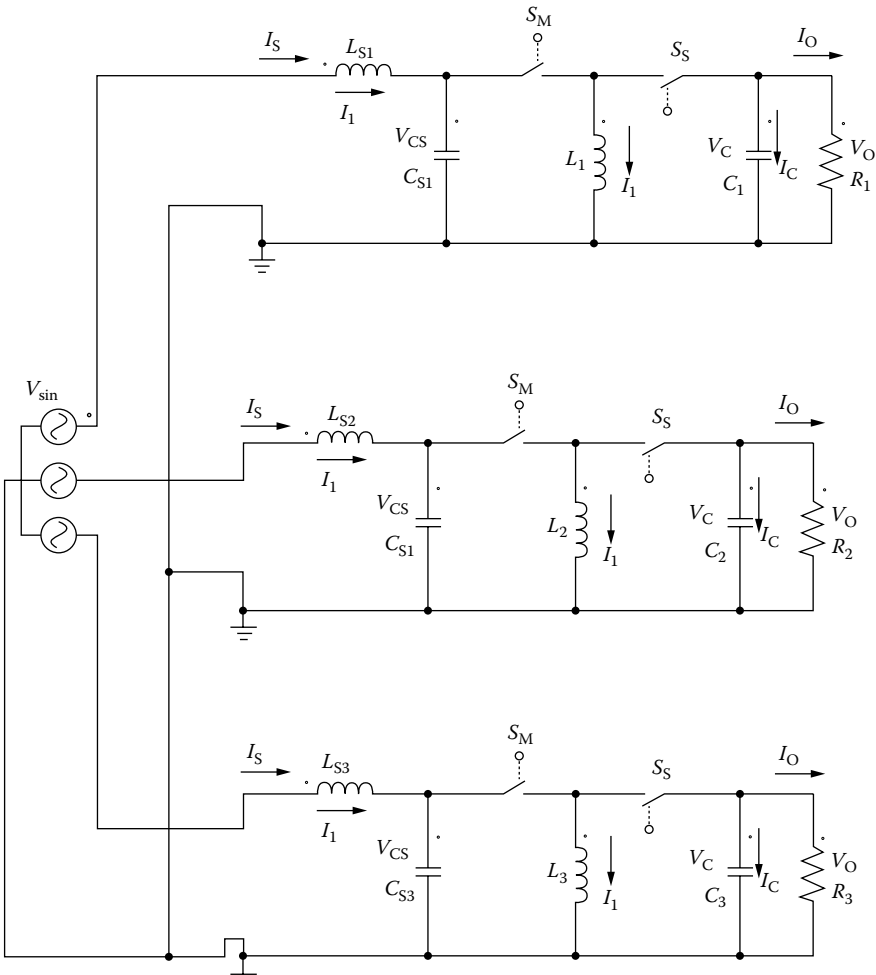 S_M
I_S
L_S1
S_S
I_O
I_1
V_CS
C_S1
L_1
I_1
V_C
C_1
I_C
V_O
R_1
V_sin
S_M
I_S
L_S2
S_S
I_O
I_1
V_CS
C_S1
L_2
I_1
V_C
C_2
I_C
V_O
R_2
S_M
I_S
L_S3
S_S
I_O
I_1
V_CS
C_S3
L_3
I_1
V_C
C_3
I_C
V_O
R_3